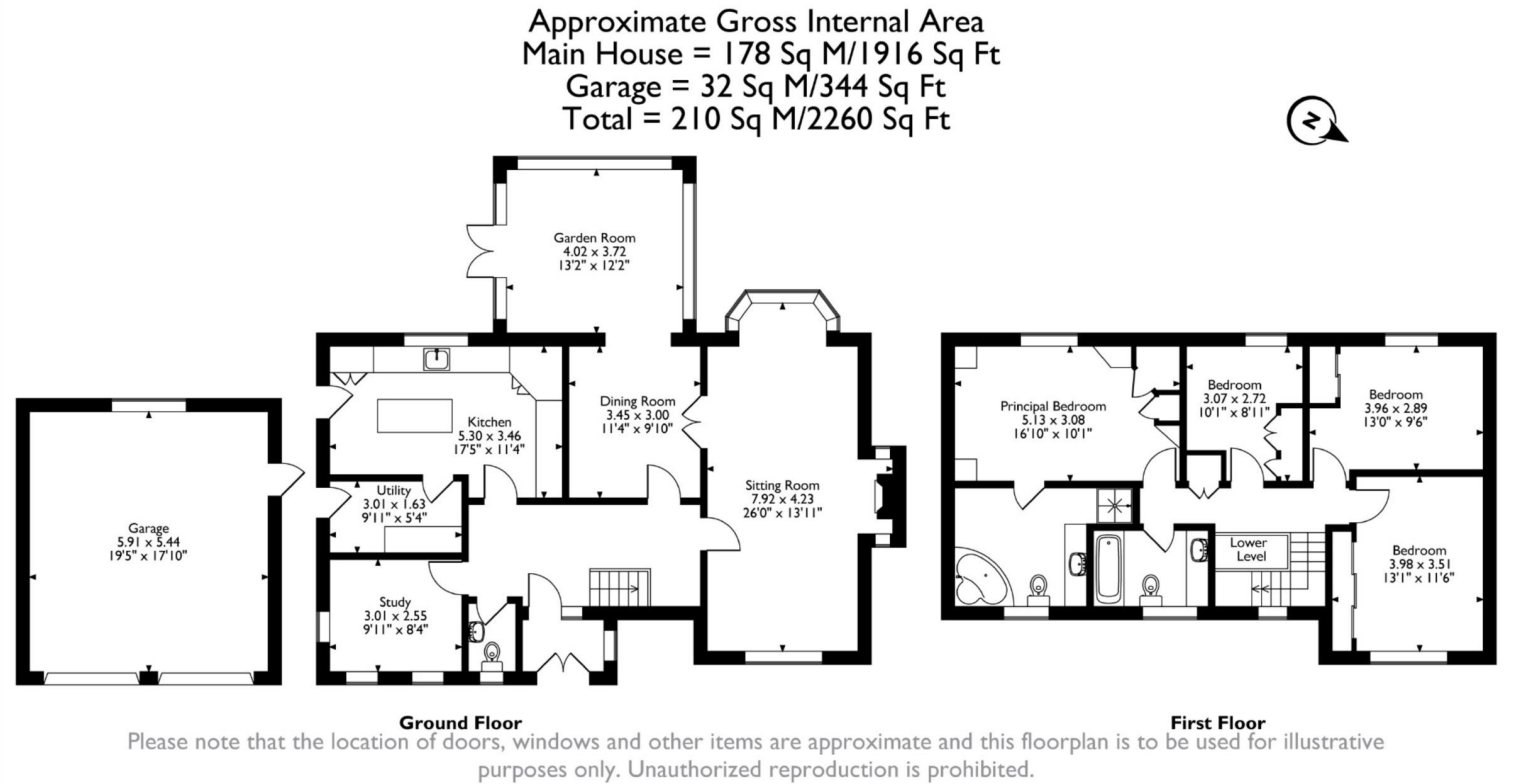 Approximate Gross Internal Area
Main House = 178 Sq M/1916 Sq Ft
Garage = 32 Sq M/344 Sq Ft
Total = 210 Sq M/2260 Sq Ft
N
Garden Room
4.02 x 3.72
13'2" x 12'2"
Kitchen
5.30 x 3.46
17'5" x 11'4"
Dining Room
3.45 x 3.00
11'4" x 9'10"
Utility
3.01 x 1.63
9'11" x 5'4"
Sitting Room
7.92 x 4.23
26'0" x 13'11"
Garage
5.91 x 5.44
19'5" x 17'10"
Study
3.01 x 2.55
9'11" x 8'4"
Principal Bedroom
5.13 x 3.08
16'10" x 10'1"
Bedroom
3.07 x 2.72
10'1" x 8'11"
Bedroom
3.96 x 2.89
13'0" x 9'6"
Lower
Level
Bedroom
3.98 x 3.51
13'1" x 11'6"
Ground Floor
First Floor
Please note that the location of doors, windows and other items are approximate and this floorplan is to be used for illustrative
purposes only. Unauthorized reproduction is prohibited.